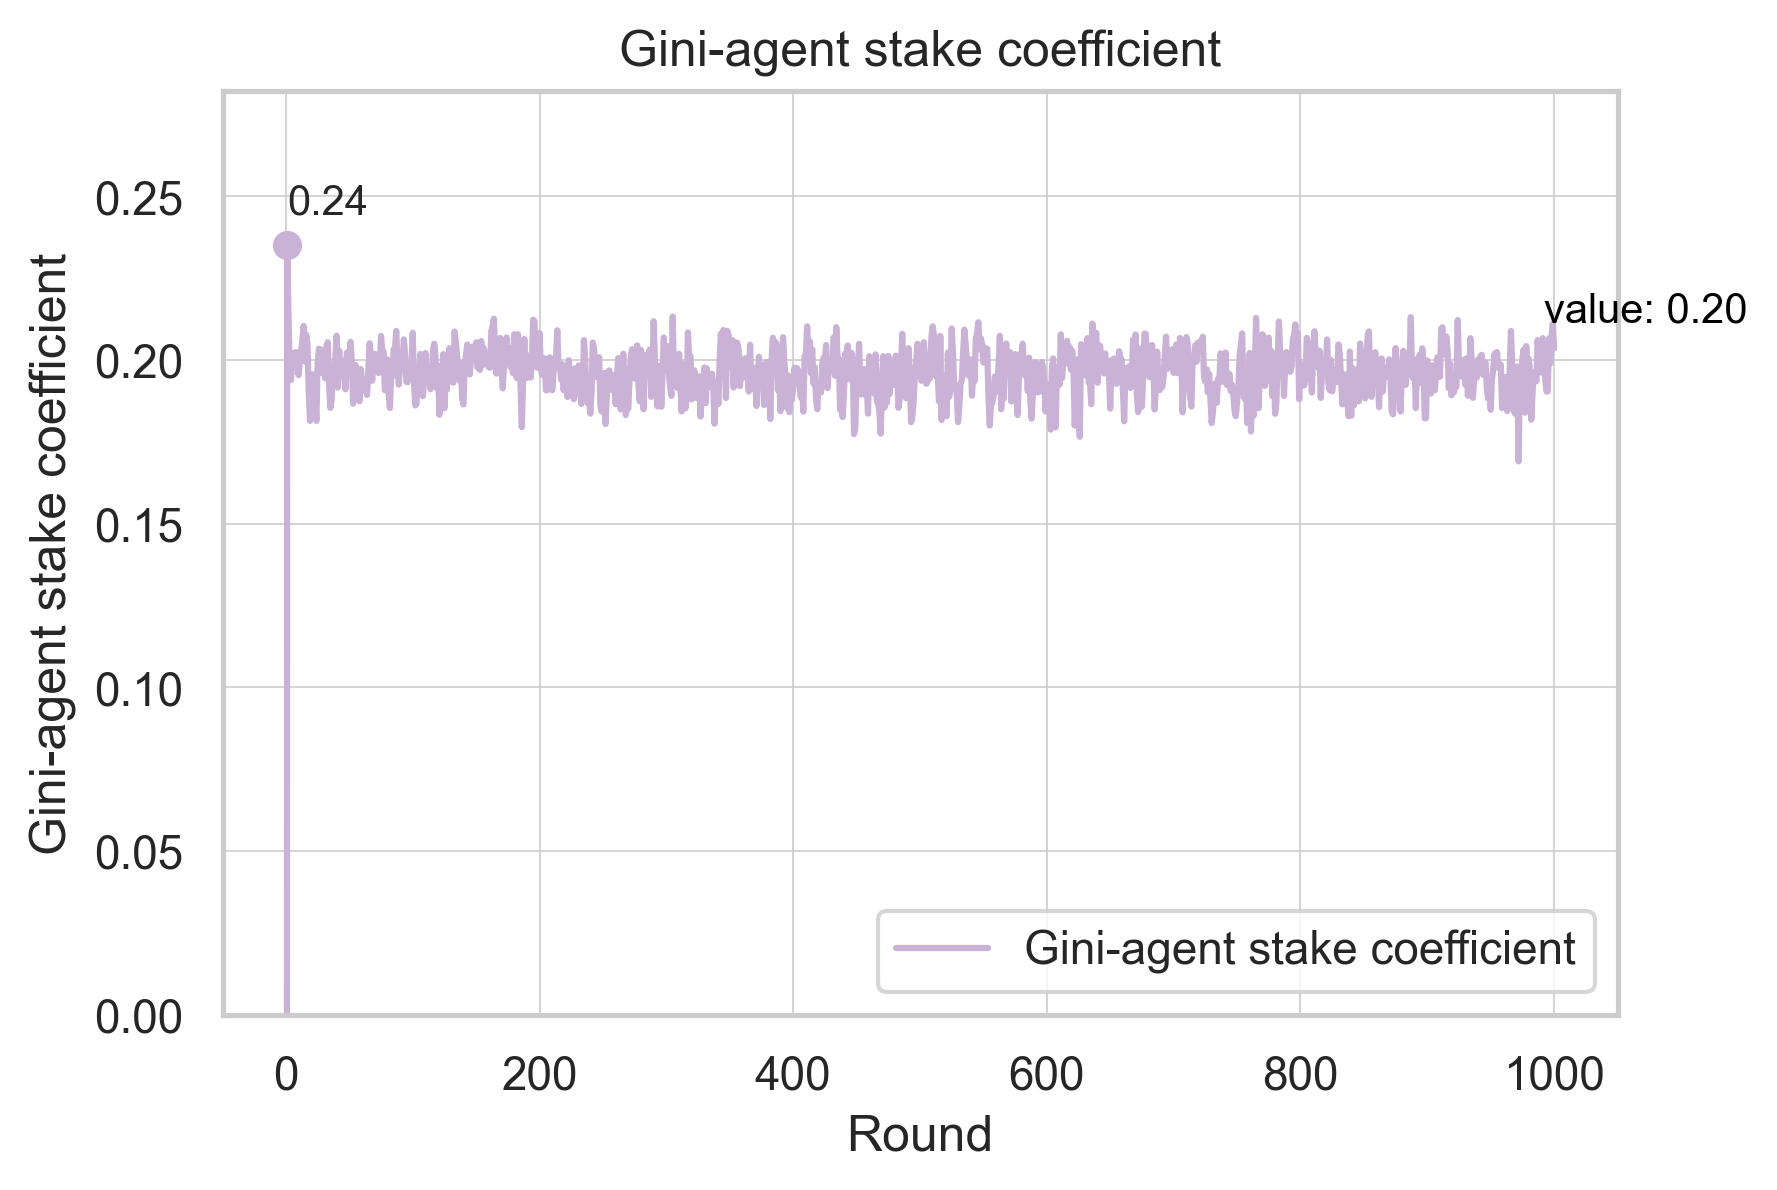 Gini-agent stake coefficient
0.25
0.20
0.15
0.10
0.05
0.00
Gini-agent stake coefficient
0.24
value: 0.20
Gini-agent stake coefficient
0 200 400 600 800 1000
Round